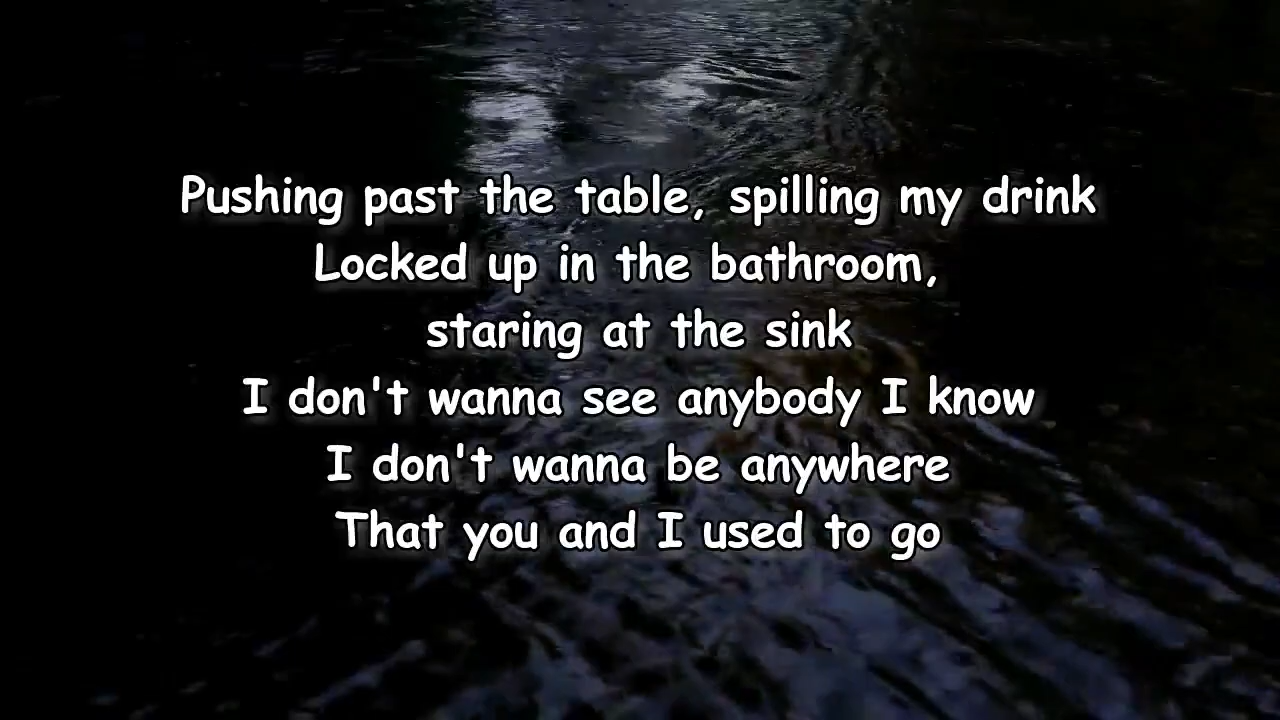 Pushing past the table, spilling my drink
Locked up in the bathroom,
staring at the sink
I don't wanna see anybody I know
I don't wanna be anywhere
That you and I used to go